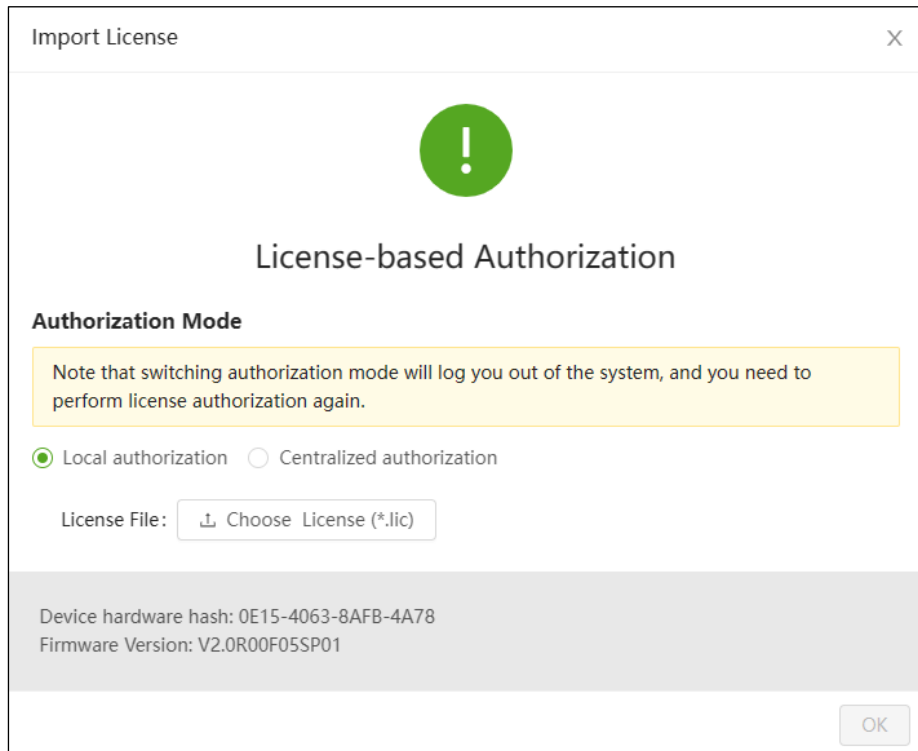 Import License
X
!
License-based Authorization
Authorization Mode
Note that switching authorization mode will log you out of the system, and you need to
perform license authorization again.
Local authorization Centralized authorization
License File: Choose License (*.lic)
Device hardware hash: 0E15-4063-8AFB-4A78
Firmware Version: V2.0R00F05SP01
OK